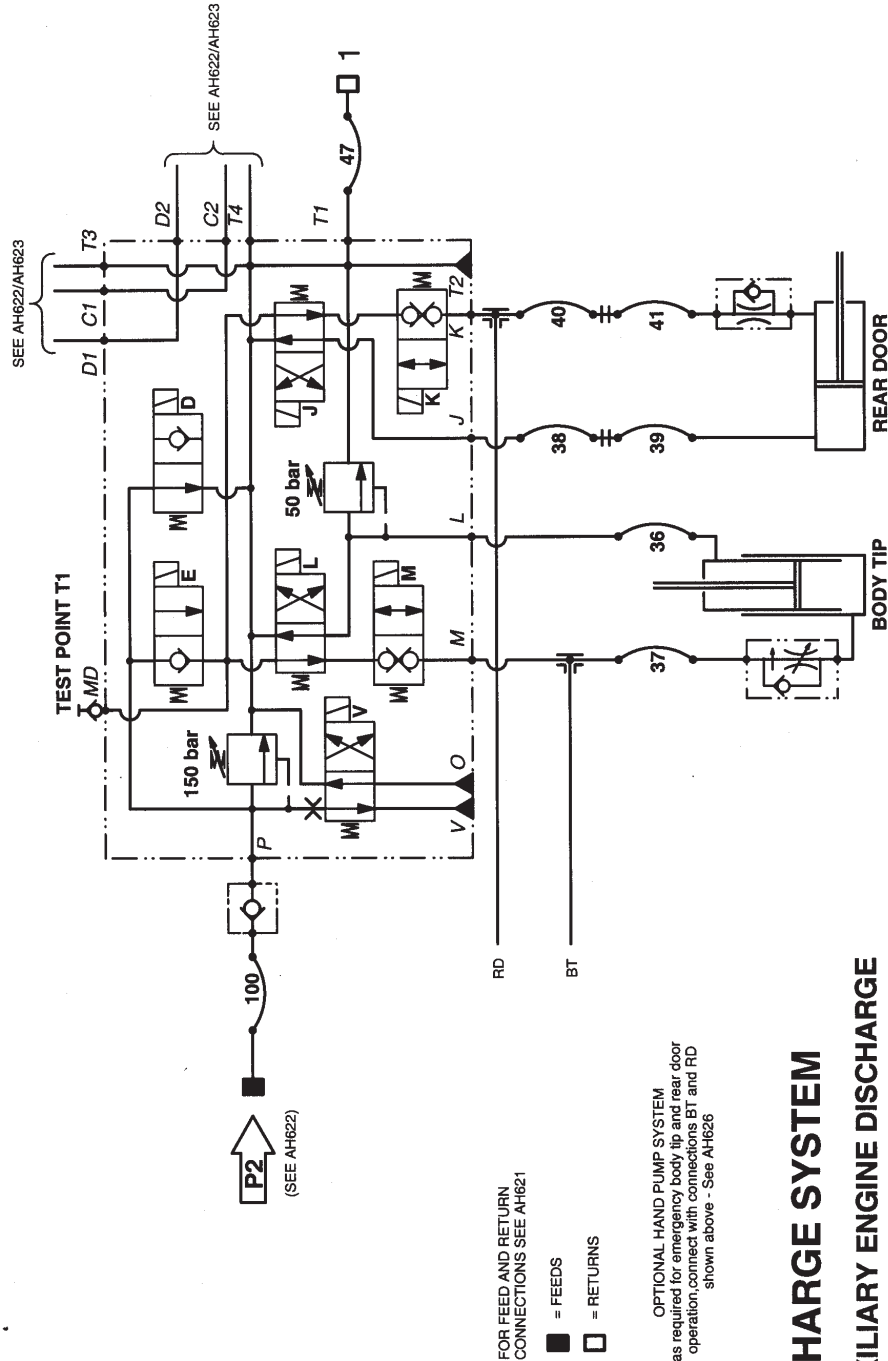 SEE AH622/AH623
SEE AH622/AH623
D1
C1
T3
D2
C2
T4
T1
47
1
TEST POINT T1
MD
E
D
150 bar
50 bar
L
M
J
K
V
P
P2
(SEE AH622)
100
V
O
M
L
J
K
T2
RD
BT
37
36
38
39
40
41
BODY TIP
REAR DOOR
FOR FEED AND RETURN
CONNECTIONS SEE AH621
= FEEDS
= RETURNS
OPTIONAL HAND PUMP SYSTEM
as required for emergency body tip and rear door
operation,connect with connections BT and RD
shown above - See AH626
HARGE SYSTEM
ILIARY ENGINE DISCHARGE